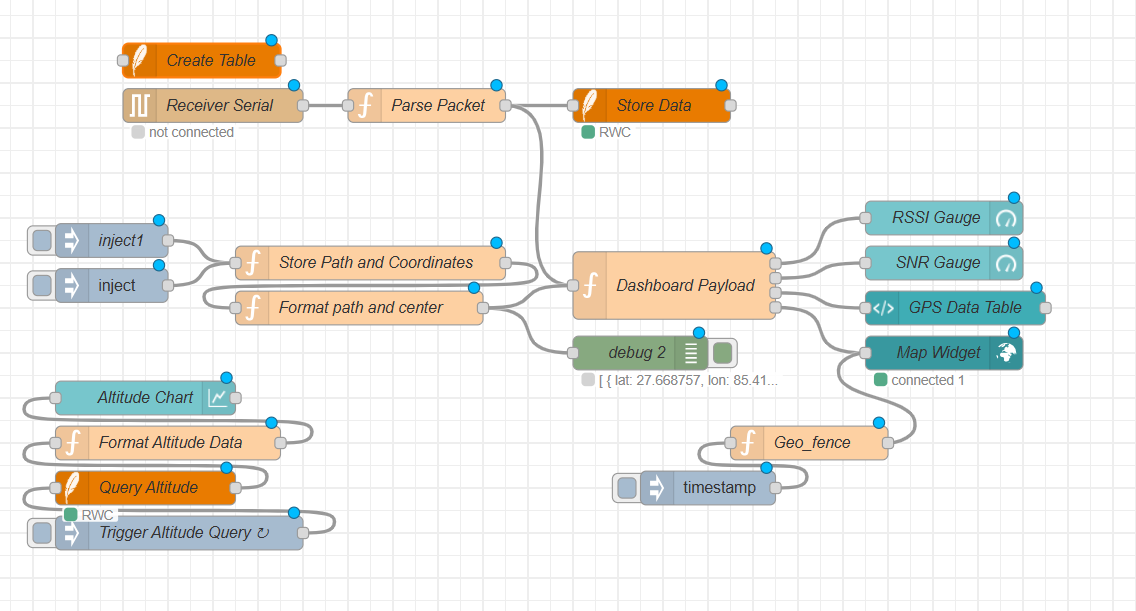 Create Table
Receiver Serial
not connected
Parse Packet
Store Data
RWC
inject1
inject
Store Path and Coordinates
Format path and center
Dashboard Payload
debug 2
[ { lat: 27.668757, lon: 85.41...
RSSI Gauge
SNR Gauge
</> GPS Data Table
Map Widget
connected 1
Altitude Chart
Format Altitude Data
Query Altitude
RWC
Trigger Altitude Query ↻
Geo_fence
timestamp